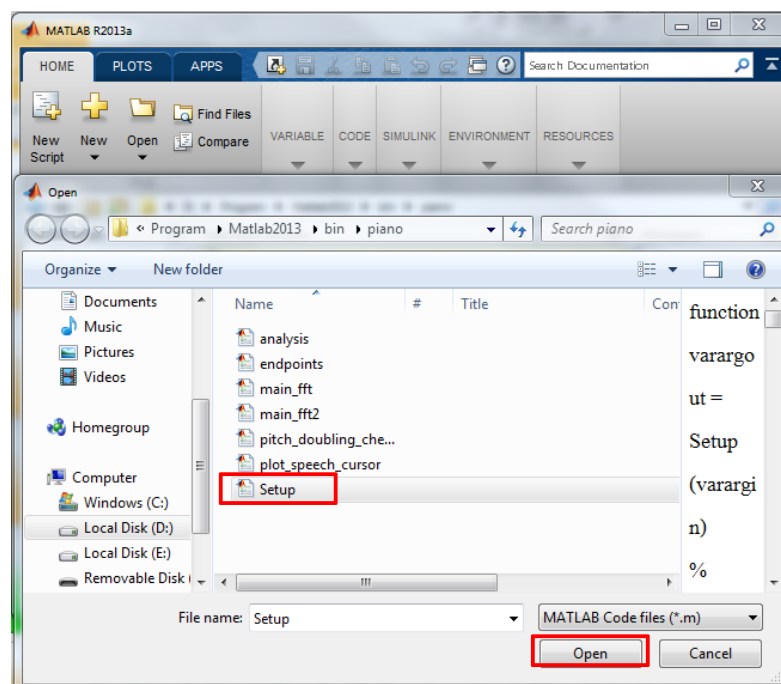 MATLAB R2013a
HOME PLOTS APPS Search Documentation
Find Files
New Script New Open Compare VARIABLE CODE SIMULINK ENVIRONMENT RESOURCES
Open
« Program Matlab2013 bin piano Search piano
Organize New folder
Documents
Music
Pictures
Videos
Homegroup
Computer
Windows (C:)
Local Disk (D:)
Local Disk (E:)
Removable Disk (
Name # Title Con
analysis
endpoints
main_fft
main_fft2
pitch_doubling_che...
plot_speech_cursor
Setup
function
varargo
ut =
Setup
(varargi
n)
%
File name: Setup MATLAB Code files (*.m)
Open Cancel